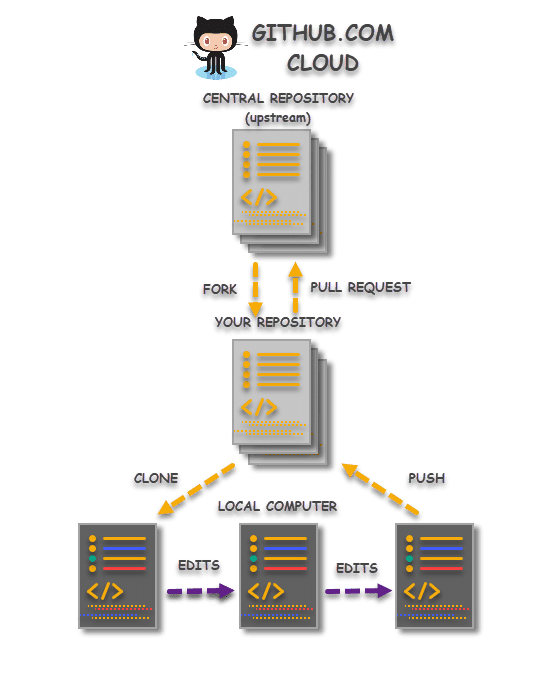 GITHUB.COM
CLOUD
CENTRAL REPOSITORY
(upstream)
</>
FORK
PULL REQUEST
YOUR REPOSITORY
</>
CLONE
PUSH
LOCAL COMPUTER
EDITS
EDITS
</>
</>
</>